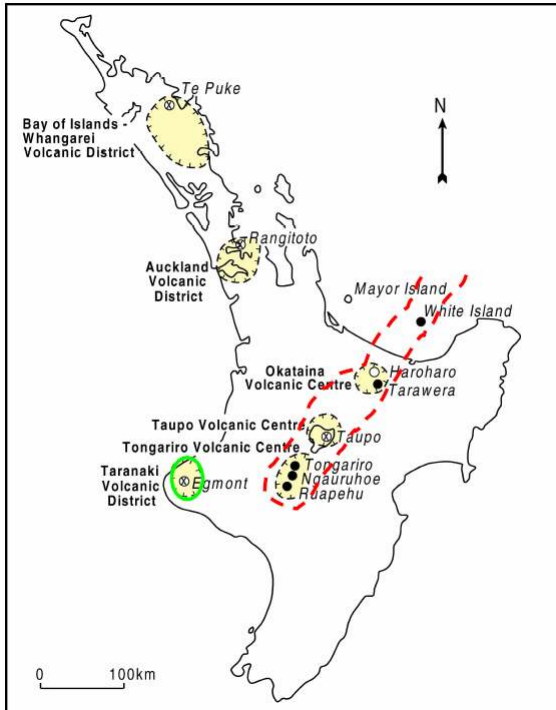 Te Puke
Bay of Islands -
Whangarei
Volcanic District
N
Rangitoto
Auckland
Volcanic
District
Mayor Island
White Island
Okataina
Volcanic Centre
Haroharo
Tarawera
Taupo Volcanic Centre
Taupo
Tongariro Volcanic Centre
Tongariro
Ngauruhoe
Ruapehu
Taranaki
Volcanic
District
Egmont
0
100km